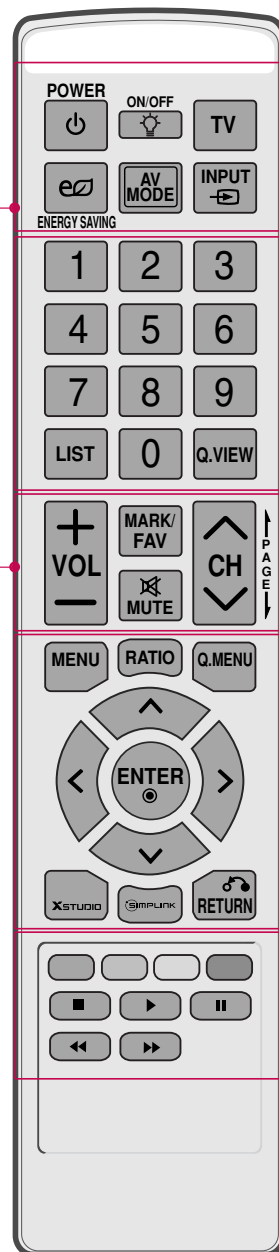 POWER
ON/OFF
TV
e
AV
MODE
INPUT
ENERGY SAVING
1 2 3
4 5 6
7 8 9
LIST 0 Q.VIEW
+
VOL
−
MARK/
FAV
MUTE
CH
PAGE
MENU RATIO Q.MENU
ENTER
XSTUDIO SIMPLINK RETURN